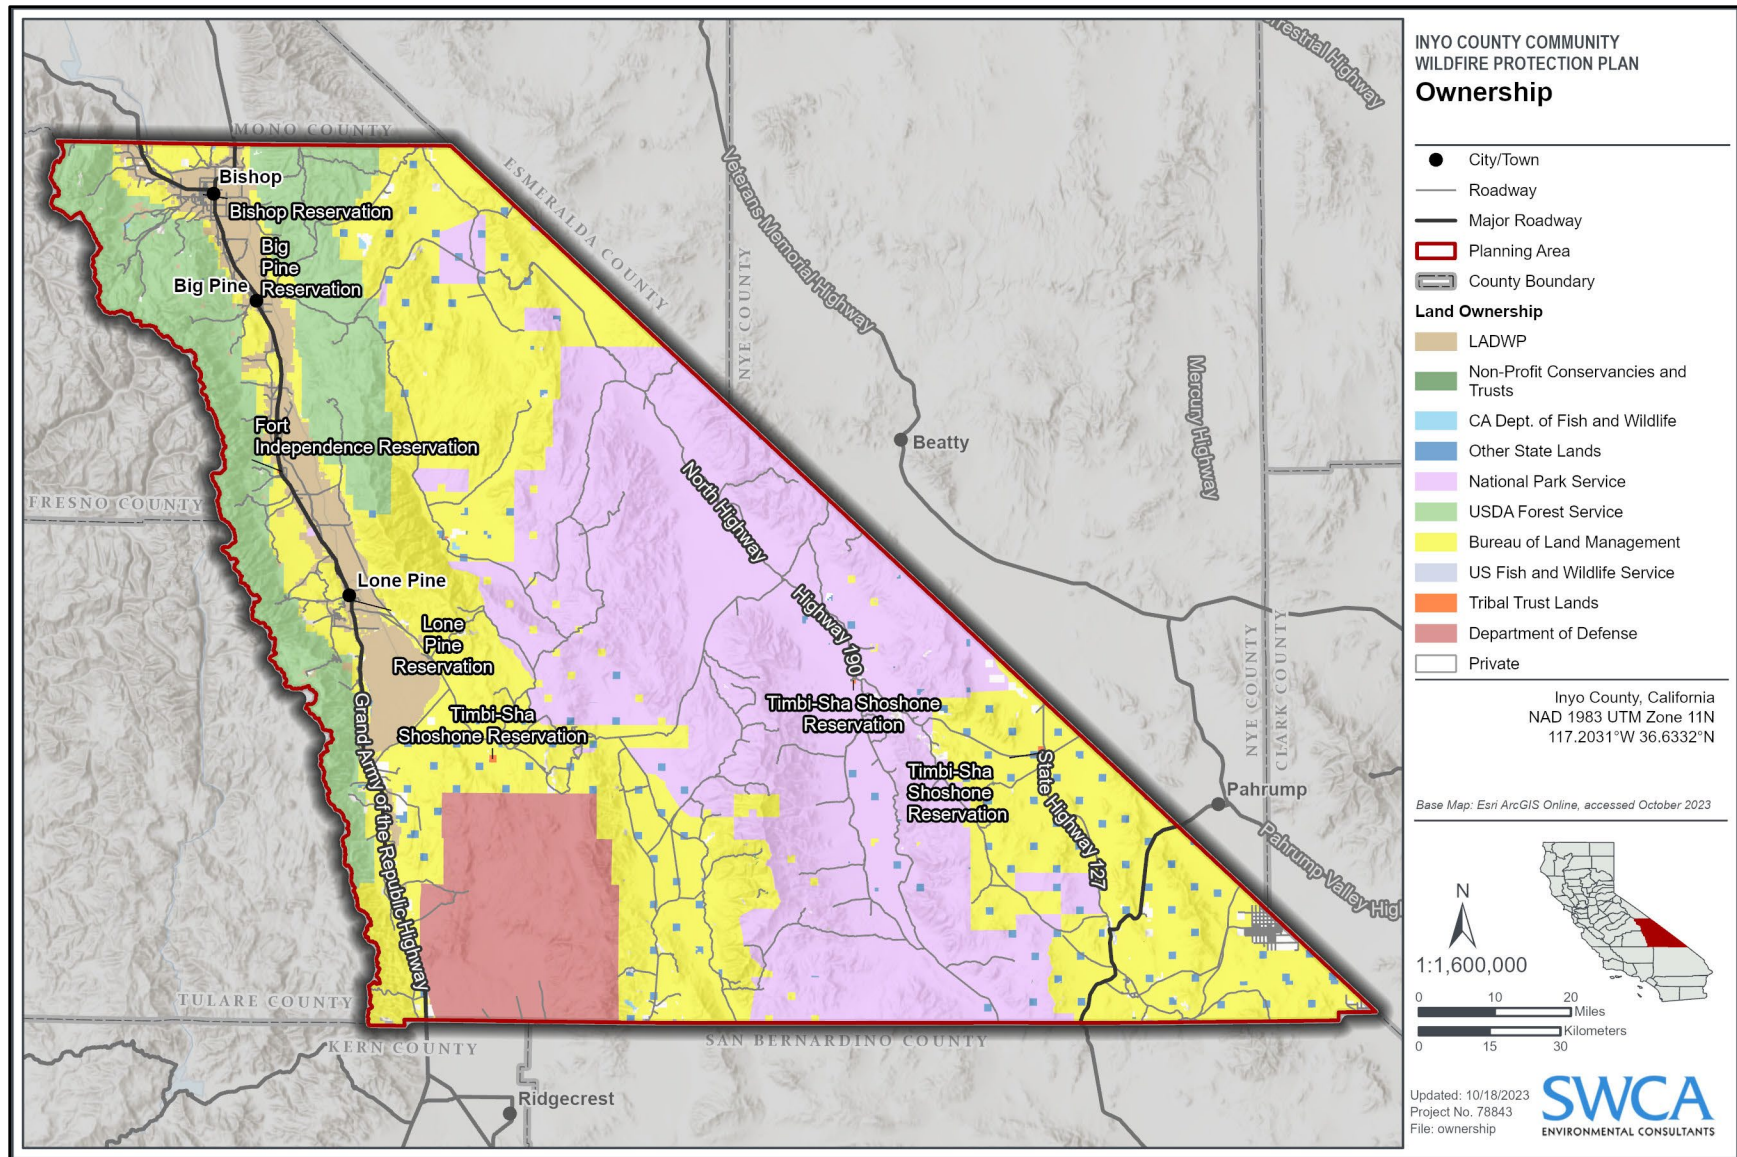 MONO COUNTY
ESMERALDA COUNTY
NYE COUNTY
Veterans Memorial Highway
errestrial Highway
Mercury Highway
Bishop
Bishop Reservation
Big
Pine
Reservation
Big Pine
Fort
Independence Reservation
FRESNO COUNTY
Beatty
North Highway
Lone Pine
Highway 190
Lone
Pine
Reservation
NYE COUNTY
CLARK COUNTY
Timbi-Sha
Shoshone Reservation
Timbi-Sha Shoshone
Reservation
Grand Army of the Republic Highway
Timbi-Sha
Shoshone
Reservation
State Highway 127
Pahrump
Pahrump Valley Hig
TULARE COUNTY
KERN COUNTY
SAN BERNARDINO COUNTY
Ridgecrest
INYO COUNTY COMMUNITY
WILDFIRE PROTECTION PLAN
Ownership
City/Town
Roadway
Major Roadway
Planning Area
County Boundary
Land Ownership
LADWP
Non-Profit Conservancies and
Trusts
CA Dept. of Fish and Wildlife
Other State Lands
National Park Service
USDA Forest Service
Bureau of Land Management
US Fish and Wildlife Service
Tribal Trust Lands
Department of Defense
Private
Inyo County, California
NAD 1983 UTM Zone 11N
117.2031°W 36.6332°N
Base Map: Esri ArcGIS Online, accessed October 2023
N
1:1,600,000
0 10 20
Miles
Kilometers
0 15 30
Updated: 10/18/2023
Project No. 78843
File: ownership
SWCA
ENVIRONMENTAL CONSULTANTS